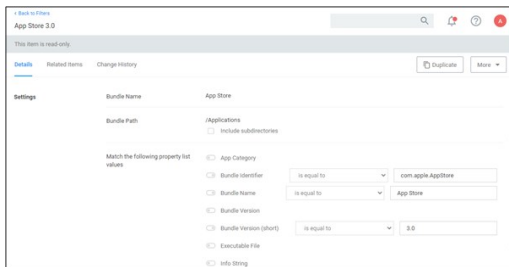 < Back to Filters
App Store 3.0
A
This item is read-only.
Details Related Items Change History Duplicate More
Settings Bundle Name App Store
Bundle Path /Applications
Include subdirectories
Match the following property list values
App Category
Bundle Identifier is equal to com.apple.AppStore
Bundle Name is equal to App Store
Bundle Version
Bundle Version (short) is equal to 3.0
Executable File
Info String